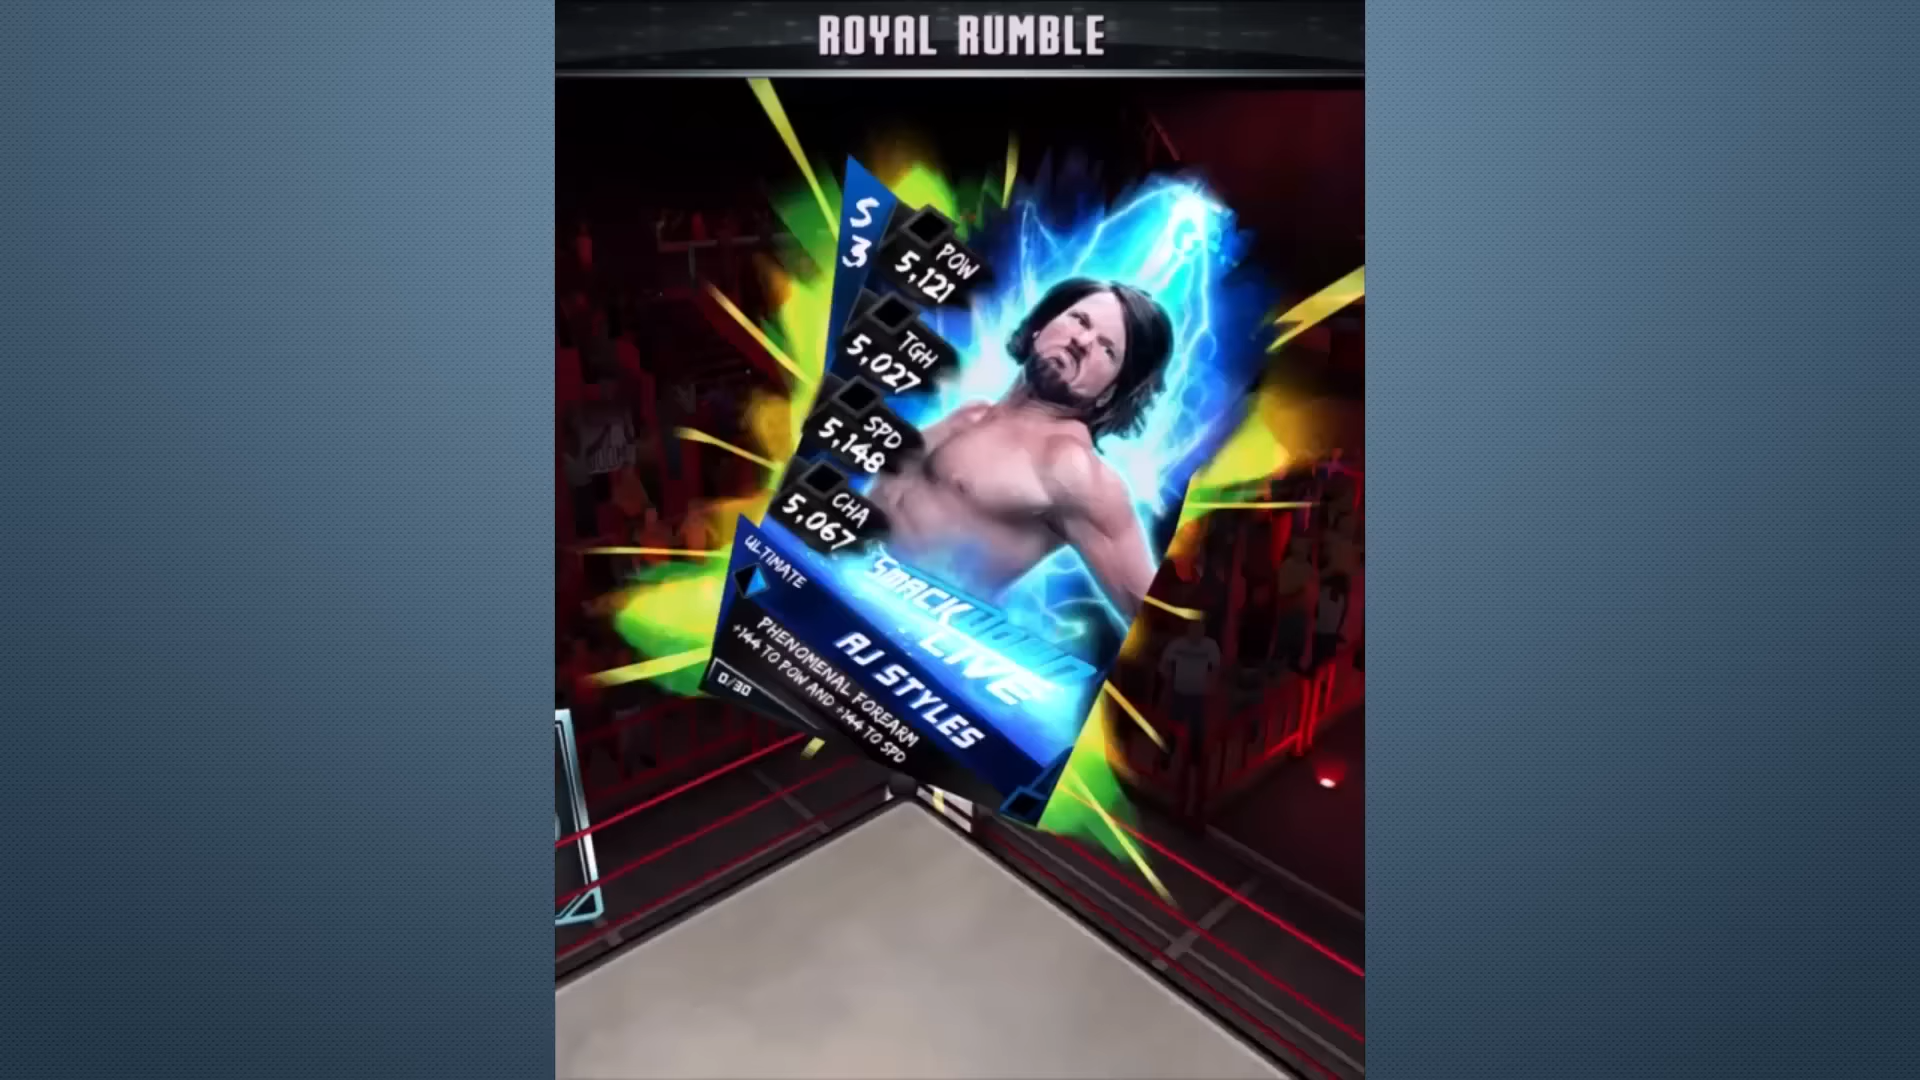 ROYAL RUMBLE
S
3
POW
5,121
TGH
5,027
SPD
5,148
CHA
5,067
ULTIMATE
SMACKDOWN
LIVE
AJ STYLES
PHENOMENAL FOREARM
+144 TO POW AND +144 TO SPD
0/30